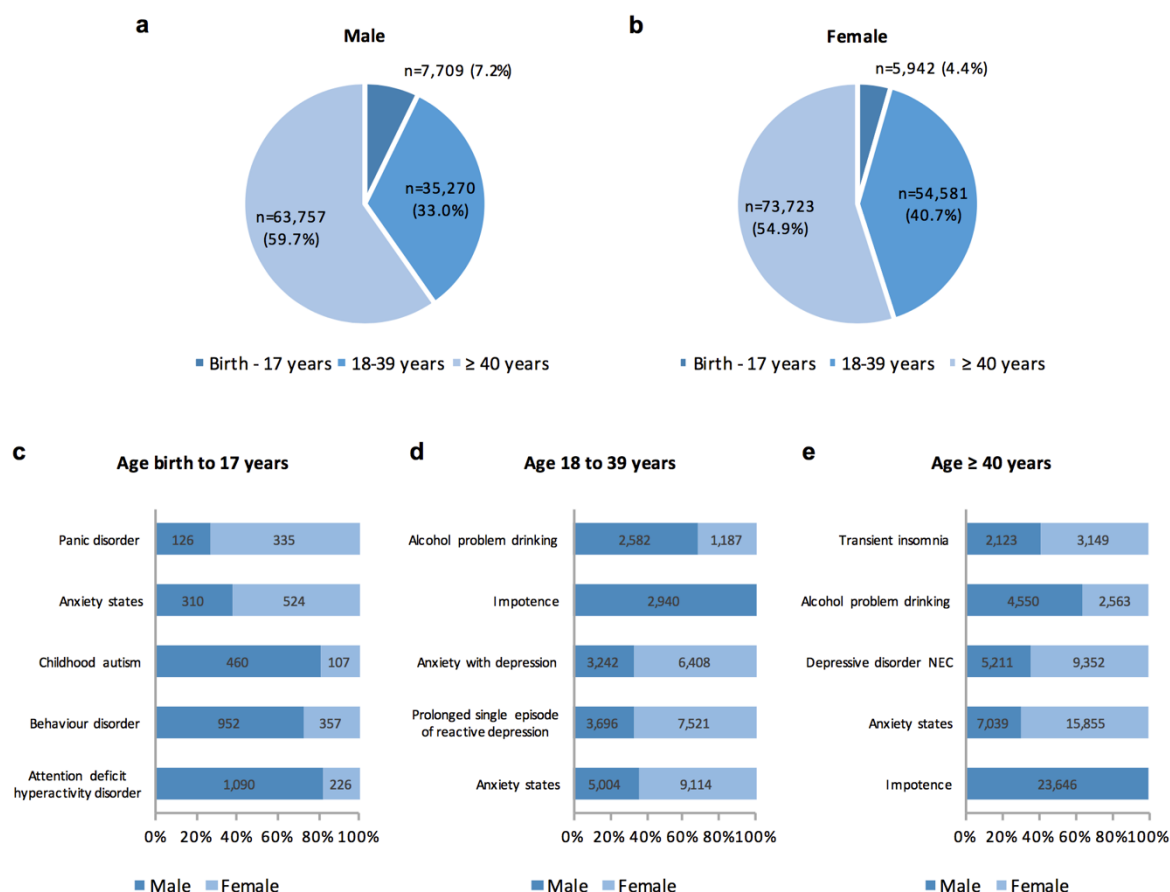 a
Male
n=7,709 (7.2%)
n=35,270
(33.0%)
n=63,757
(59.7%)
Birth - 17 years 18-39 years ≥ 40 years
b
Female
n=5,942 (4.4%)
n=54,581
(40.7%)
n=73,723
(54.9%)
Birth - 17 years 18-39 years ≥ 40 years
c
Age birth to 17 years
Panic disorder 126 335
Anxiety states 310 524
Childhood autism 460 107
Behaviour disorder 952 357
Attention deficit
hyperactivity disorder 1,090 226
0% 20% 40% 60% 80% 100%
Male Female
d
Age 18 to 39 years
Alcohol problem drinking 2,582 1,187
Impotence 2,940
Anxiety with depression 3,242 6,408
Prolonged single episode
of reactive depression 3,696 7,521
Anxiety states 5,004 9,114
0% 20% 40% 60% 80% 100%
Male Female
e
Age ≥ 40 years
Transient insomnia 2,123 3,149
Alcohol problem drinking 4,550 2,563
Depressive disorder NEC 5,211 9,352
Anxiety states 7,039 15,855
Impotence 23,646
0% 20% 40% 60% 80% 100%
Male Female